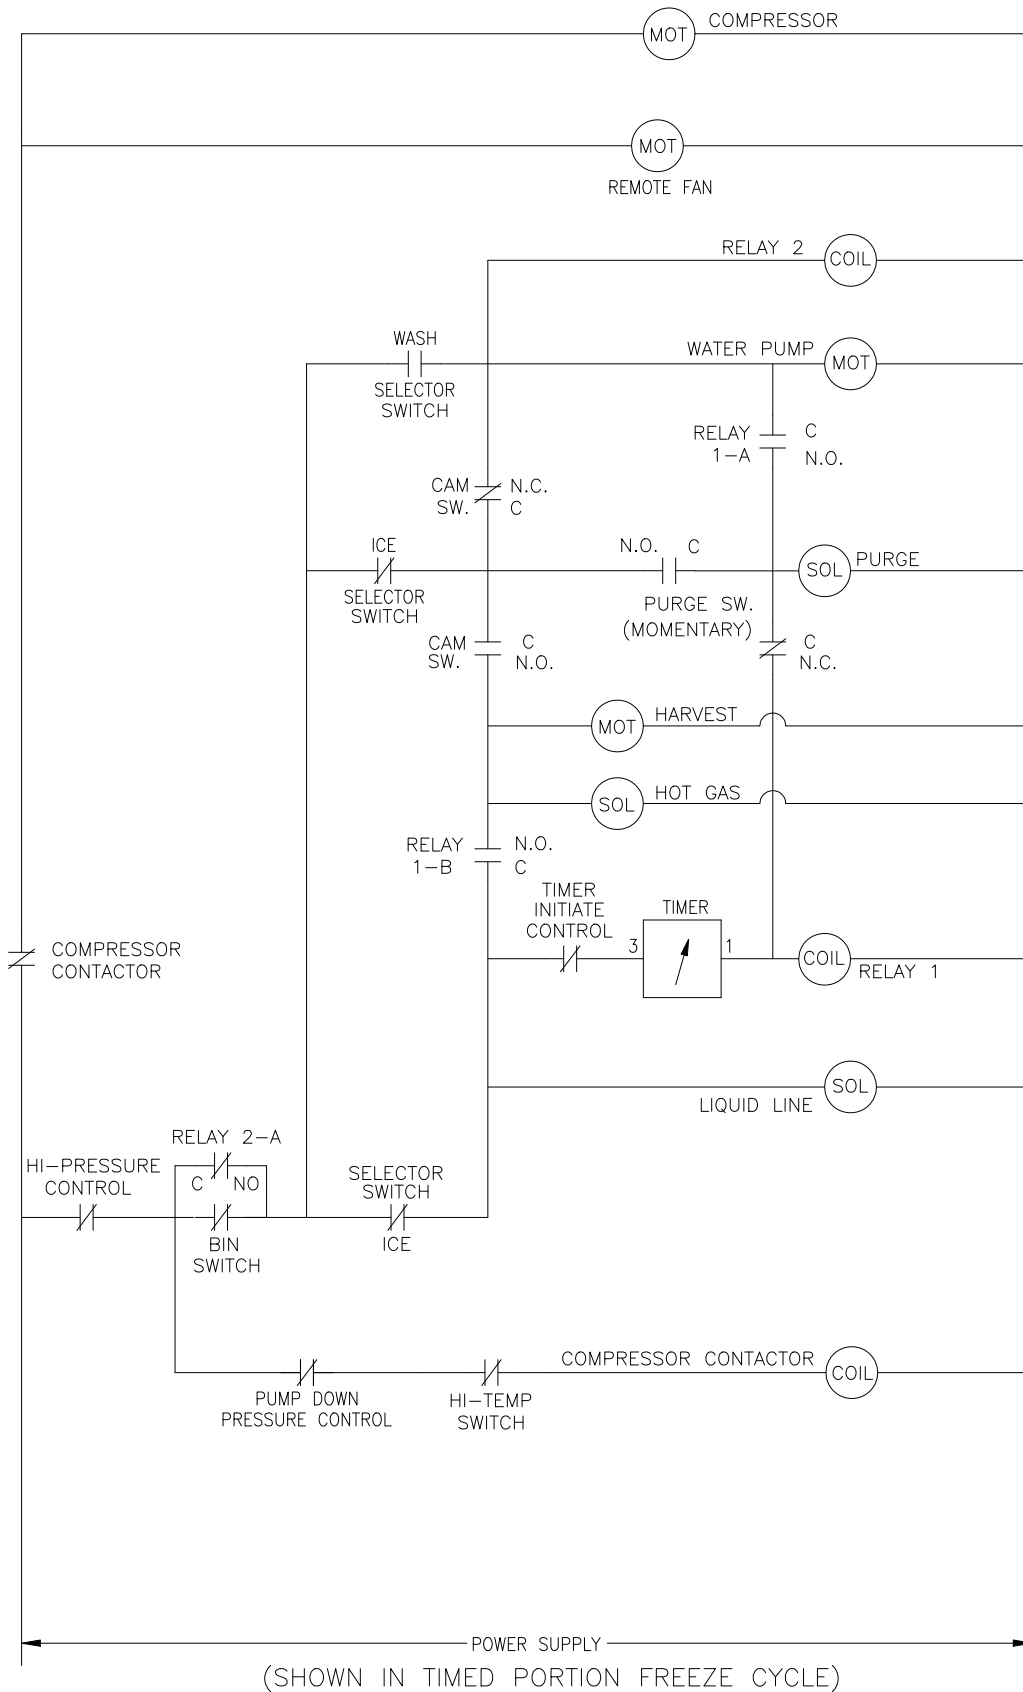 MOT COMPRESSOR
MOT
REMOTE FAN
RELAY 2 COIL
WASH
SELECTOR
SWITCH
WATER PUMP MOT
RELAY
1-A
C
N.O.
CAM
SW.
N.C.
C
ICE
SELECTOR
SWITCH
N.O. C
PURGE SW.
(MOMENTARY)
SOL PURGE
CAM
SW.
C
N.O.
C
N.C.
MOT HARVEST
SOL HOT GAS
RELAY
1-B
N.O.
C
TIMER
INITIATE
CONTROL
TIMER
3 1
COIL RELAY 1
COMPRESSOR
CONTACTOR
LIQUID LINE SOL
RELAY 2-A
C NO
HI-PRESSURE
CONTROL
BIN
SWITCH
SELECTOR
SWITCH
ICE
COMPRESSOR CONTACTOR COIL
PUMP DOWN
PRESSURE CONTROL
HI-TEMP
SWITCH
POWER SUPPLY
(SHOWN IN TIMED PORTION FREEZE CYCLE)